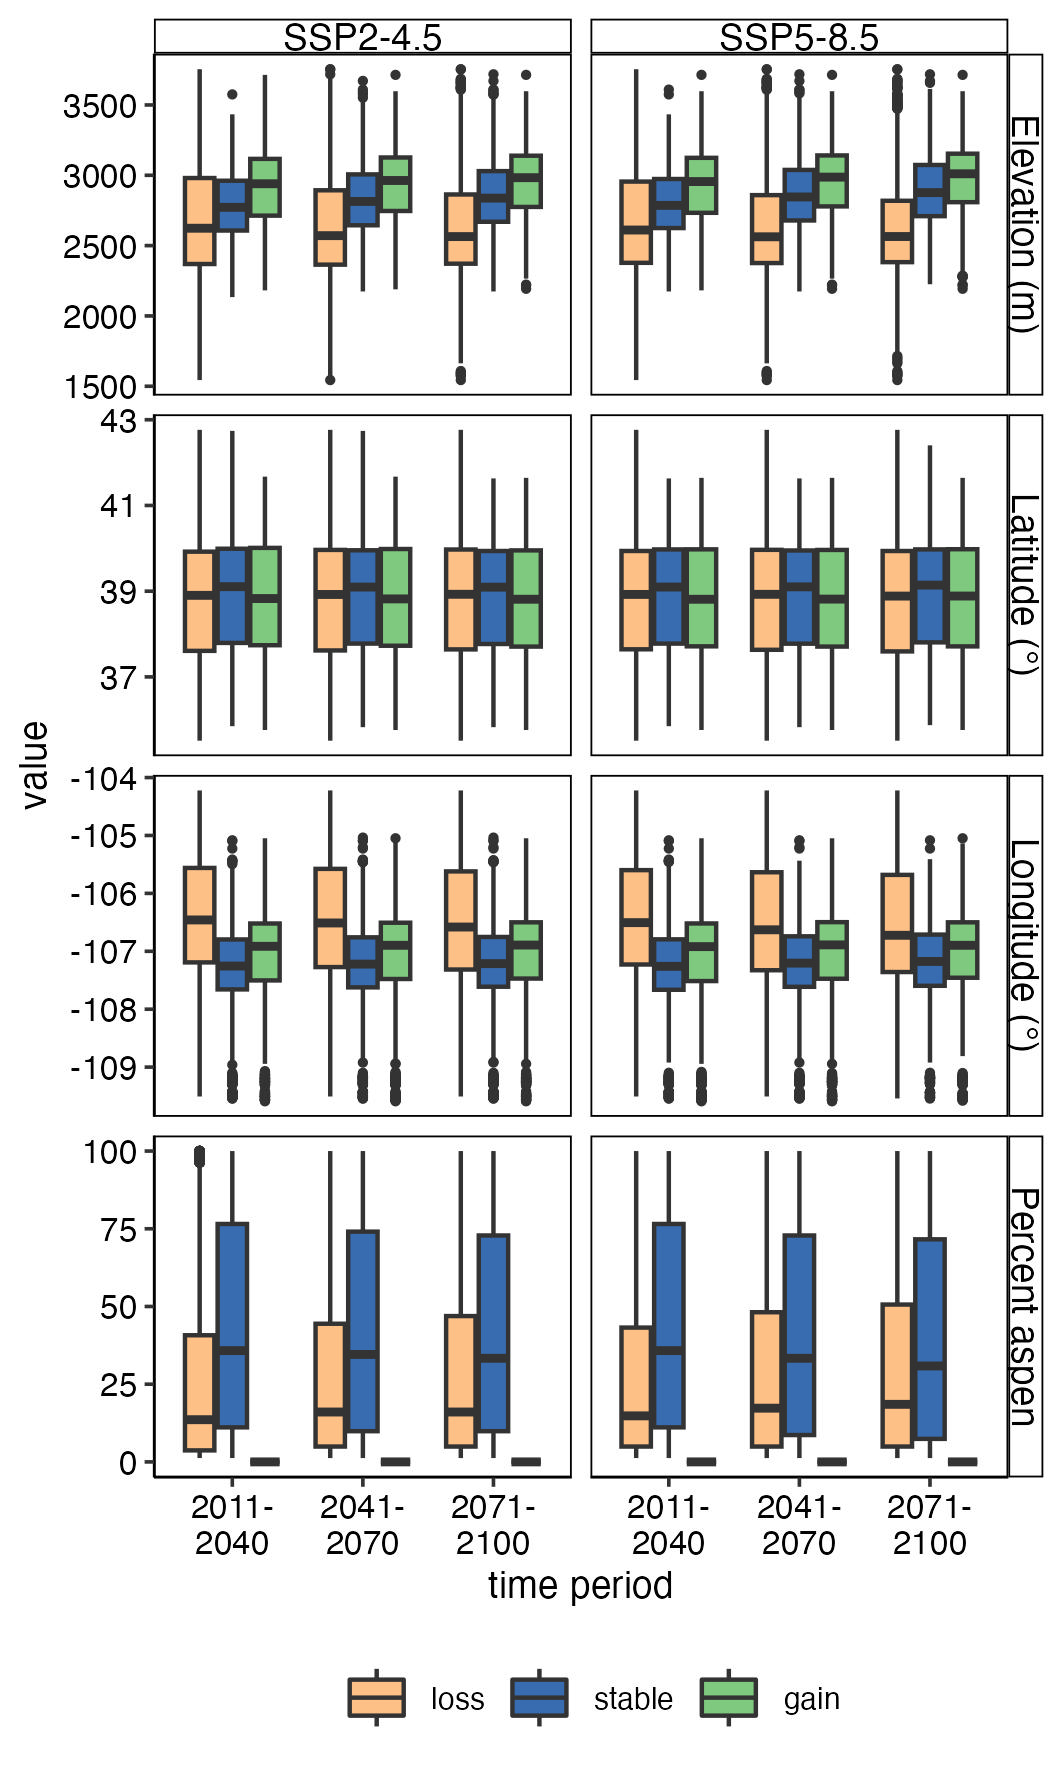 SSP2-4.5
SSP5-8.5
3500
3000
2500
2000
1500
Elevation (m)
43
41
39
37
Latitude (°)
value
-104
-105
-106
-107
-108
-109
Longitude (°)
100
75
50
25
0
Percent aspen
2011-
2040
2041-
2070
2071-
2100
2011-
2040
2041-
2070
2071-
2100
time period
loss
stable
gain